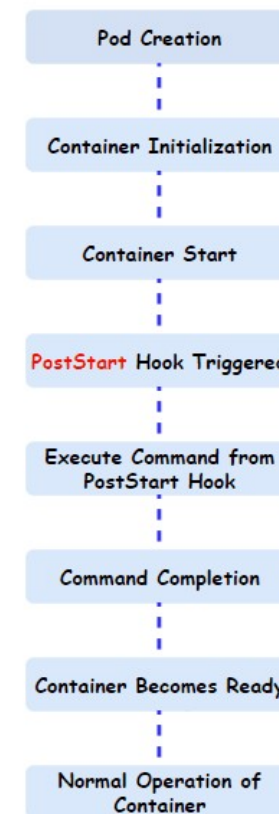 Pod Creation
Container Initialization
Container Start
PostStart Hook Triggered
Execute Command from
PostStart Hook
Command Completion
Container Becomes Ready
Normal Operation of
Container